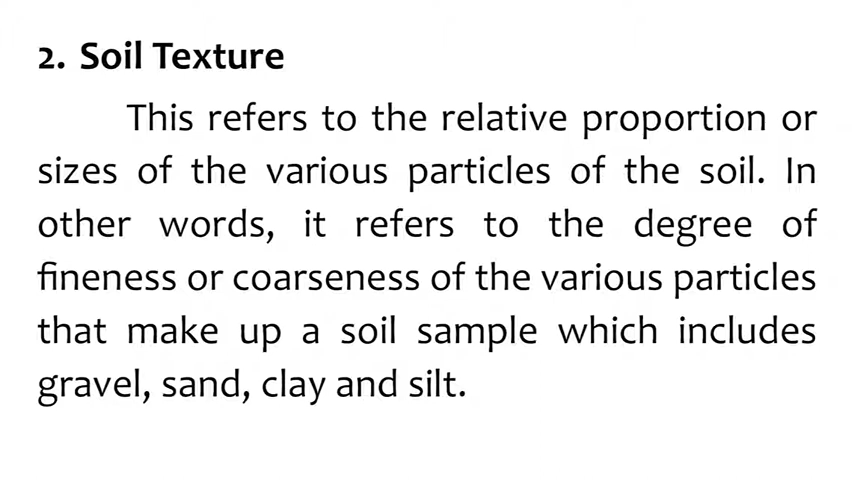 2. Soil Texture
This refers to the relative proportion or
sizes of the various particles of the soil. In
other words, it refers to the degree of
fineness or coarseness of the various particles
that make up a soil sample which includes
gravel, sand, clay and silt.